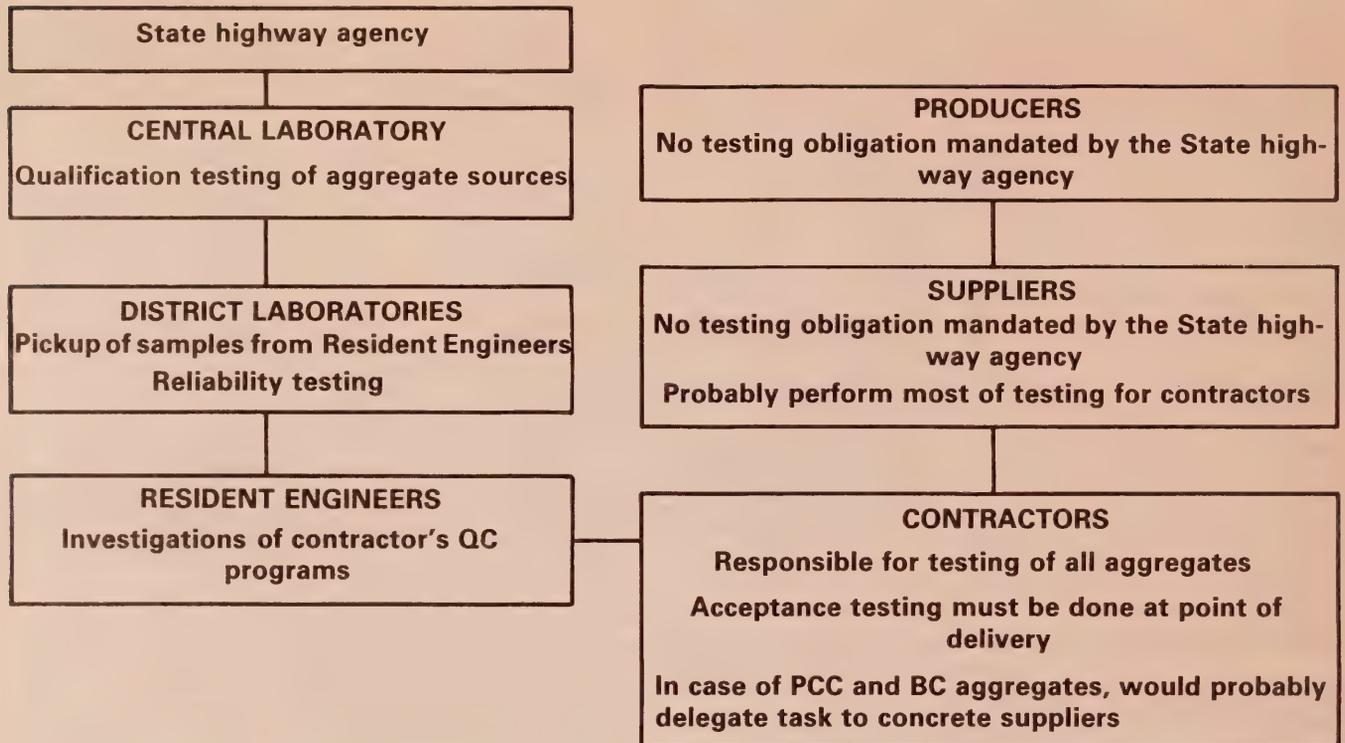 State highway agency
CENTRAL LABORATORY
Qualification testing of aggregate sources
DISTRICT LABORATORIES
Pickup of samples from Resident Engineers
Reliability testing
RESIDENT ENGINEERS
Investigations of contractor's QC
programs
PRODUCERS
No testing obligation mandated by the State high-
way agency
SUPPLIERS
No testing obligation mandated by the State high-
way agency
Probably perform most of testing for contractors
CONTRACTORS
Responsible for testing of all aggregates
Acceptance testing must be done at point of
delivery
In case of PCC and BC aggregates, would probably
delegate task to concrete suppliers